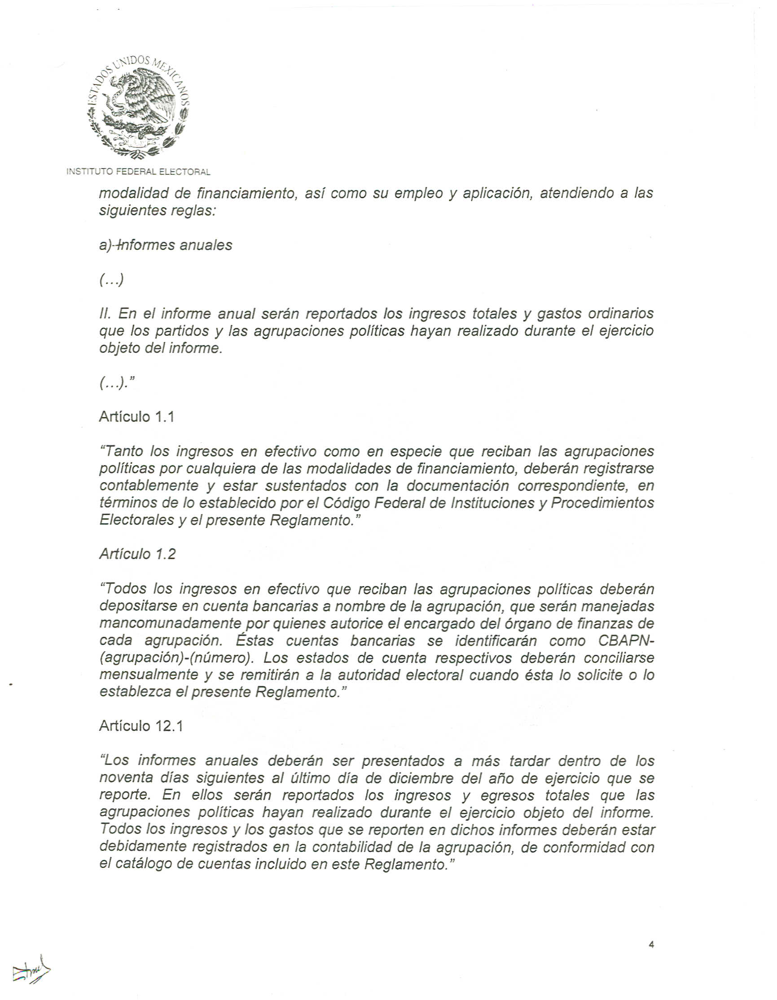 ESTADOS UNIDOS MEXICANOS
INSTITUTO FEDERAL ELECTORAL
modalidad de financiamiento, así como su empleo y aplicación, atendiendo a las
siguientes reglas:
a) Informes anuales
(...)
II. En el informe anual serán reportados los ingresos totales y gastos ordinarios
que los partidos y las agrupaciones políticas hayan realizado durante el ejercicio
objeto del informe.
(...).”
Artículo 1.1
“Tanto los ingresos en efectivo como en especie que reciban las agrupaciones
políticas por cualquiera de las modalidades de financiamiento, deberán registrarse
contablemente y estar sustentados con la documentación correspondiente, en
términos de lo establecido por el Código Federal de Instituciones y Procedimientos
Electorales y el presente Reglamento.”
Artículo 1.2
“Todos los ingresos en efectivo que reciban las agrupaciones políticas deberán
depositarse en cuenta bancarias a nombre de la agrupación, que serán manejadas
mancomunadamente por quienes autorice el encargado del órgano de finanzas de
cada agrupación. Éstas cuentas bancarias se identificarán como CBAPN-
(agrupación)-(número). Los estados de cuenta respectivos deberán conciliarse
mensualmente y se remitirán a la autoridad electoral cuando ésta lo solicite o lo
establezca el presente Reglamento.”
Artículo 12.1
“Los informes anuales deberán ser presentados a más tardar dentro de los
noventa días siguientes al último día de diciembre del año de ejercicio que se
reporte. En ellos serán reportados los ingresos y egresos totales que las
agrupaciones políticas hayan realizado durante el ejercicio objeto del informe.
Todos los ingresos y los gastos que se reporten en dichos informes deberán estar
debidamente registrados en la contabilidad de la agrupación, de conformidad con
el catálogo de cuentas incluido en este Reglamento.”
4